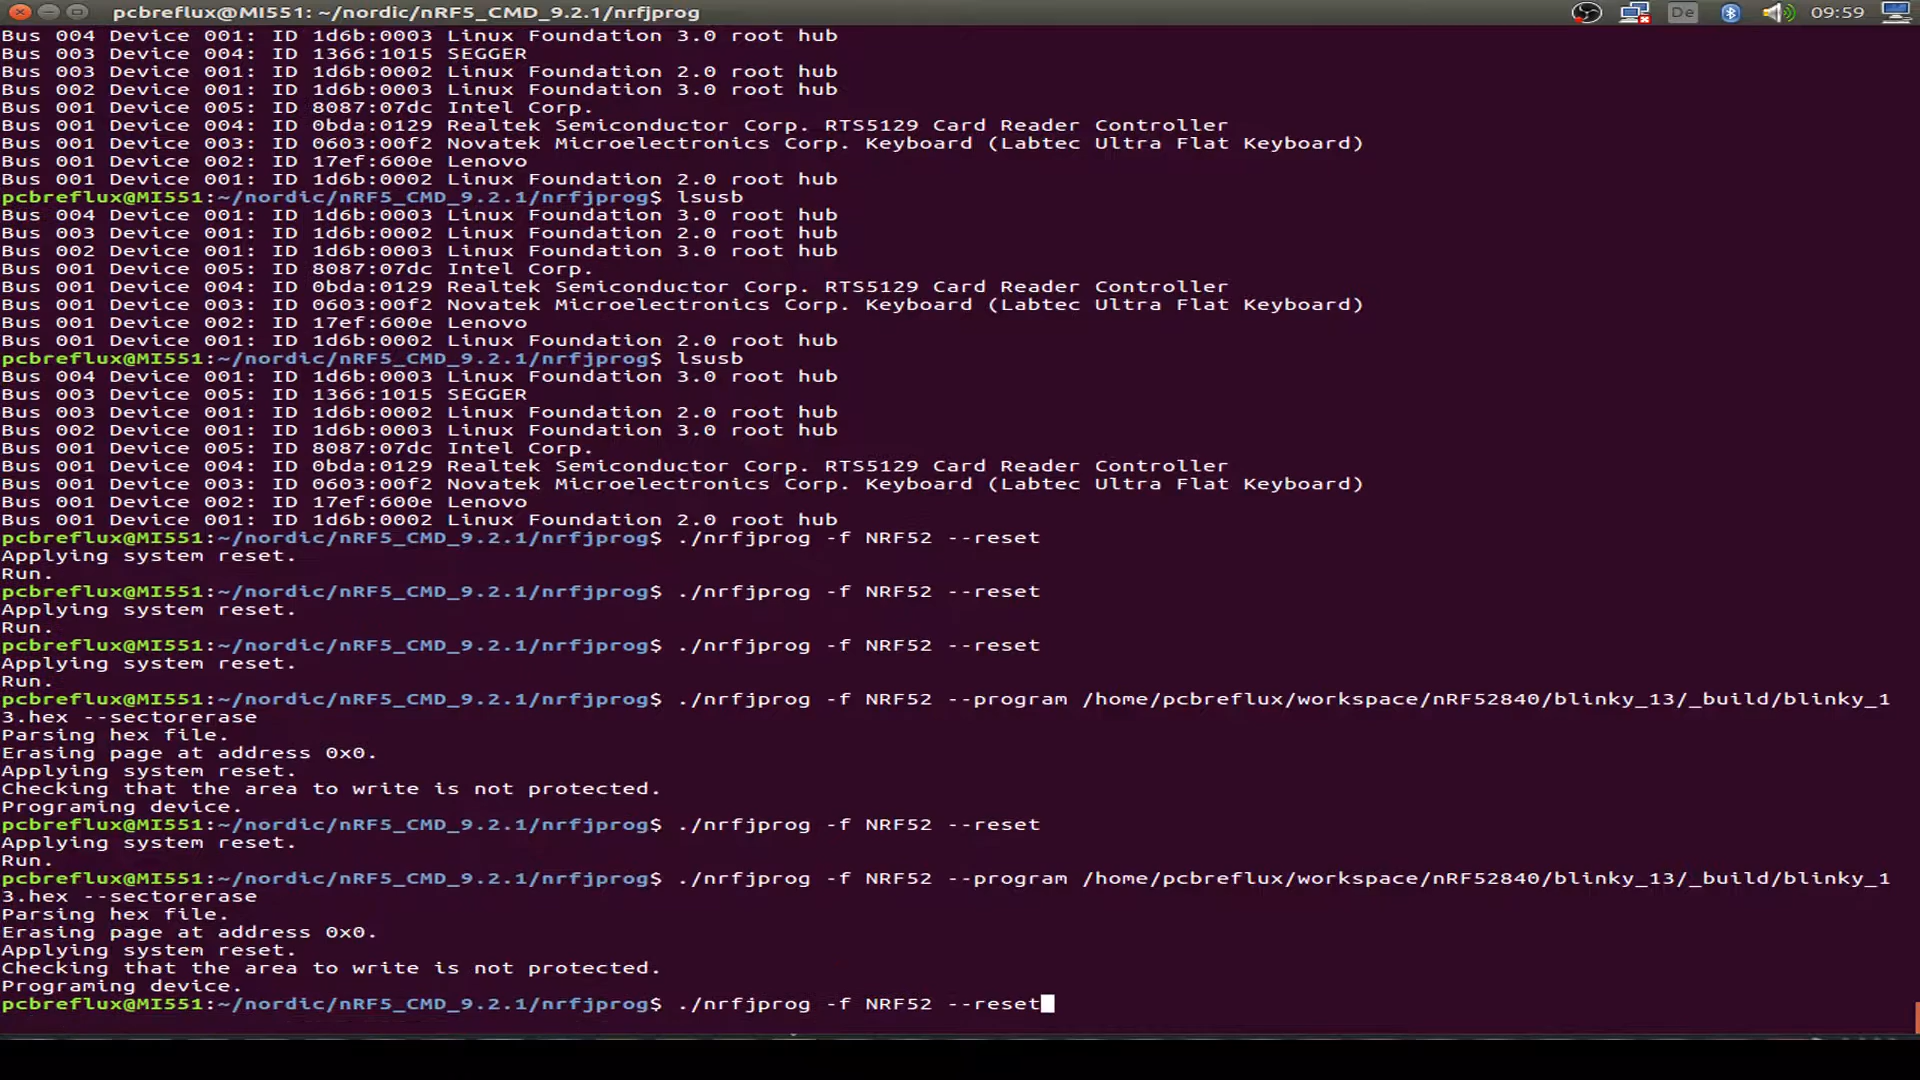 pcbreflux@MI551: ~/nordic/nRF5_CMD_9.2.1/nrfjprog
De
09:59
Bus 004 Device 001: ID 1d6b:0003 Linux Foundation 3.0 root hub
Bus 003 Device 004: ID 1366:1015 SEGGER
Bus 003 Device 001: ID 1d6b:0002 Linux Foundation 2.0 root hub
Bus 002 Device 001: ID 1d6b:0003 Linux Foundation 3.0 root hub
Bus 001 Device 005: ID 8087:07dc Intel Corp.
Bus 001 Device 004: ID 0bda:0129 Realtek Semiconductor Corp. RTS5129 Card Reader Controller
Bus 001 Device 003: ID 0603:00f2 Novatek Microelectronics Corp. Keyboard (Labtec Ultra Flat Keyboard)
Bus 001 Device 002: ID 17ef:600e Lenovo
Bus 001 Device 001: ID 1d6b:0002 Linux Foundation 2.0 root hub
pcbreflux@MI551:~/nordic/nRF5_CMD_9.2.1/nrfjprog$ lsusb
Bus 004 Device 001: ID 1d6b:0003 Linux Foundation 3.0 root hub
Bus 003 Device 001: ID 1d6b:0002 Linux Foundation 2.0 root hub
Bus 002 Device 001: ID 1d6b:0003 Linux Foundation 3.0 root hub
Bus 001 Device 005: ID 8087:07dc Intel Corp.
Bus 001 Device 004: ID 0bda:0129 Realtek Semiconductor Corp. RTS5129 Card Reader Controller
Bus 001 Device 003: ID 0603:00f2 Novatek Microelectronics Corp. Keyboard (Labtec Ultra Flat Keyboard)
Bus 001 Device 002: ID 17ef:600e Lenovo
Bus 001 Device 001: ID 1d6b:0002 Linux Foundation 2.0 root hub
pcbreflux@MI551:~/nordic/nRF5_CMD_9.2.1/nrfjprog$ lsusb
Bus 004 Device 001: ID 1d6b:0003 Linux Foundation 3.0 root hub
Bus 003 Device 005: ID 1366:1015 SEGGER
Bus 003 Device 001: ID 1d6b:0002 Linux Foundation 2.0 root hub
Bus 002 Device 001: ID 1d6b:0003 Linux Foundation 3.0 root hub
Bus 001 Device 005: ID 8087:07dc Intel Corp.
Bus 001 Device 004: ID 0bda:0129 Realtek Semiconductor Corp. RTS5129 Card Reader Controller
Bus 001 Device 003: ID 0603:00f2 Novatek Microelectronics Corp. Keyboard (Labtec Ultra Flat Keyboard)
Bus 001 Device 002: ID 17ef:600e Lenovo
Bus 001 Device 001: ID 1d6b:0002 Linux Foundation 2.0 root hub
pcbreflux@MI551:~/nordic/nRF5_CMD_9.2.1/nrfjprog$ ./nrfjprog -f NRF52 --reset
Applying system reset.
Run.
pcbreflux@MI551:~/nordic/nRF5_CMD_9.2.1/nrfjprog$ ./nrfjprog -f NRF52 --reset
Applying system reset.
Run.
pcbreflux@MI551:~/nordic/nRF5_CMD_9.2.1/nrfjprog$ ./nrfjprog -f NRF52 --reset
Applying system reset.
Run.
pcbreflux@MI551:~/nordic/nRF5_CMD_9.2.1/nrfjprog$ ./nrfjprog -f NRF52 --program /home/pcbreflux/workspace/nRF52840/blinky_13/_build/blinky_1
3.hex --sectorerase
Parsing hex file.
Erasing page at address 0x0.
Applying system reset.
Checking that the area to write is not protected.
Programing device.
pcbreflux@MI551:~/nordic/nRF5_CMD_9.2.1/nrfjprog$ ./nrfjprog -f NRF52 --reset
Applying system reset.
Run.
pcbreflux@MI551:~/nordic/nRF5_CMD_9.2.1/nrfjprog$ ./nrfjprog -f NRF52 --program /home/pcbreflux/workspace/nRF52840/blinky_13/_build/blinky_1
3.hex --sectorerase
Parsing hex file.
Erasing page at address 0x0.
Applying system reset.
Checking that the area to write is not protected.
Programing device.
pcbreflux@MI551:~/nordic/nRF5_CMD_9.2.1/nrfjprog$ ./nrfjprog -f NRF52 --reset